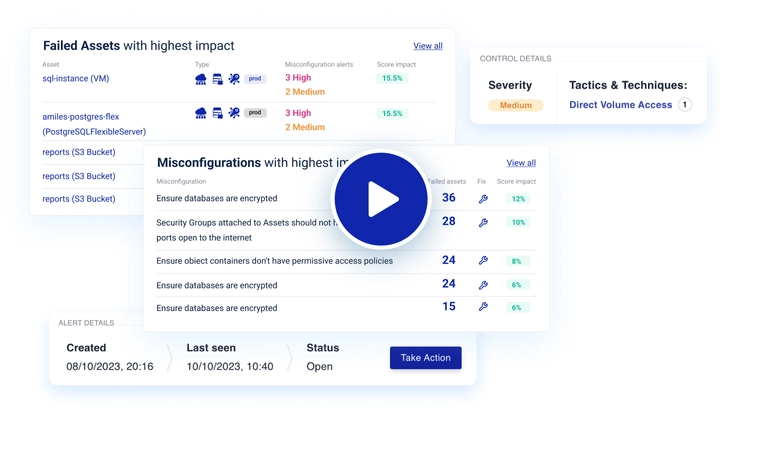 Failed Assets with highest impact
View all
Asset Type Misconfiguration alerts Score impact
sql-instance (VM) prod 3 High 15.5%
2 Medium
amiles-postgres-flex prod 3 High 15.5%
(PostgreSQLFlexibleServer) 2 Medium
reports (S3 Bucket)
reports (S3 Bucket)
reports (S3 Bucket)
CONTROL DETAILS
Severity Tactics & Techniques:
Medium Direct Volume Access 1
Misconfigurations with highest
View all
Misconfiguration assets Fix Score impact
Ensure databases are encrypted 36 12%
Security Groups attached to Assets should not 28 10%
ports open to the internet
Ensure obiect containers don't have permissive access policies 24 8%
Ensure databases are encrypted 24 6%
Ensure databases are encrypted 15 6%
ALERT DETAILS
Created Last seen Status
08/10/2023, 20:16 10/10/2023, 10:40 Open
Take Action